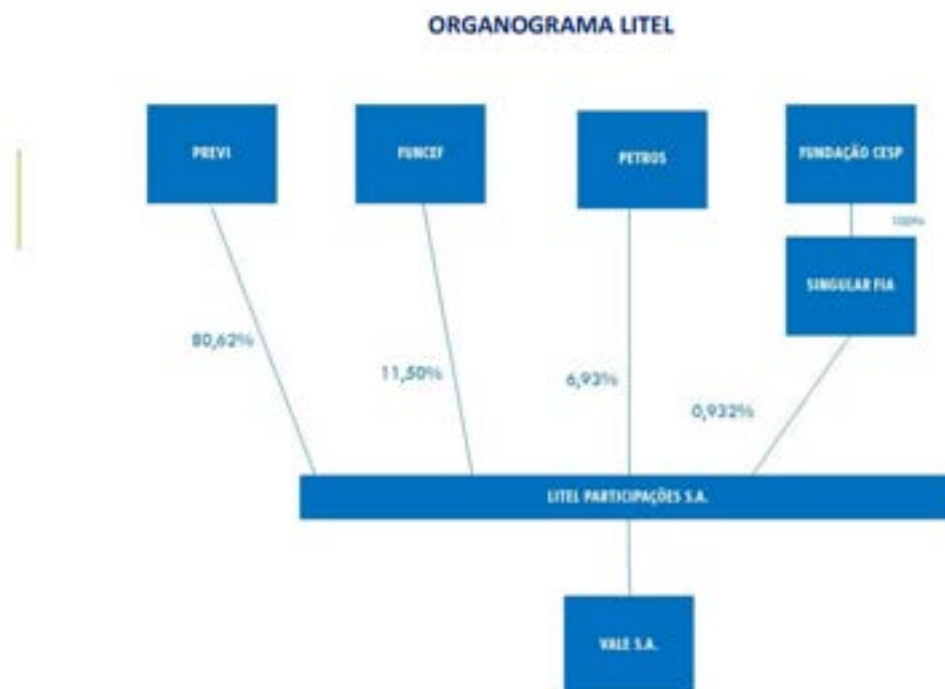 ORGANOGRAMA LITEL
PREVI
FUNCEF
PETROS
FUNDAÇÃO CESP
100%
SINGULAR FIA
80,62%
11,50%
6,93%
0,932%
LITEL PARTICIPAÇÕES S.A.
VALE S.A.